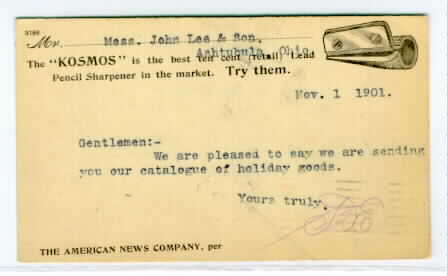 Mr. Mess. John Lee & Son.
Ashtubula, Ohio
The "KOSMOS" is the best ten cent (retail) Lead
Pencil Sharpener in the market. Try them.
Nov. 1 1901.
Gentlemen:-
We are pleased to say we are sending
you our catalogue of holiday goods.
Yours truly.
THE AMERICAN NEWS COMPANY, per